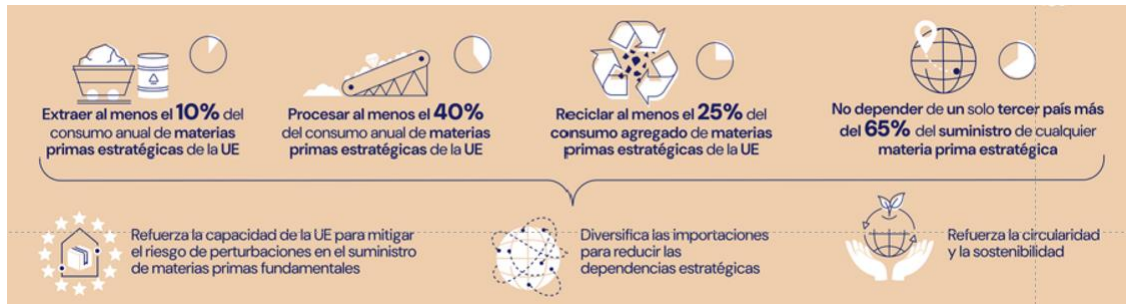 Extraer al menos el 10% del
consumo anual de materias
primas estratégicas de la UE
Procesar al menos el 40%
del consumo anual de materias
primas estratégicas de la UE
Reciclar al menos el 25% del
consumo agregado de materias
primas estratégicas de la UE
No depender de un solo tercer país más
del 65% del suministro de cualquier
materia prima estratégica
Refuerza la capacidad de la UE para mitigar
el riesgo de perturbaciones en el suministro
de materias primas fundamentales
Diversifica las importaciones
para reducir las
dependencias estratégicas
Refuerza la circularidad
y la sostenibilidad